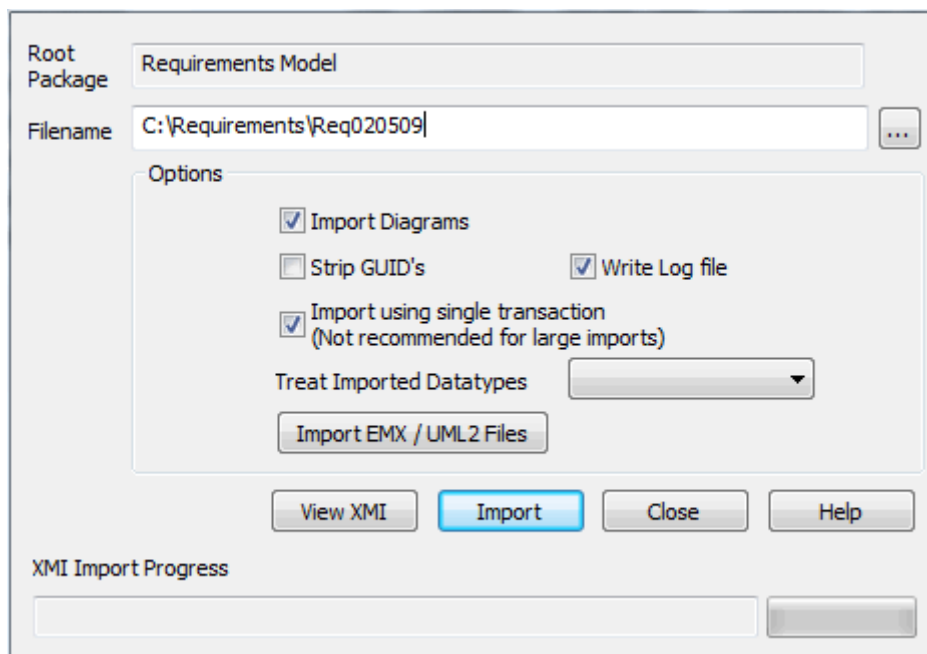 Root
Package
Requirements Model
Filename
C:\Requirements\Req020509
...
Options
Import Diagrams
Strip GUID's
Write Log file
Import using single transaction
(Not recommended for large imports)
Treat Imported Datatypes
Import EMX / UML2 Files
View XMI
Import
Close
Help
XMI Import Progress